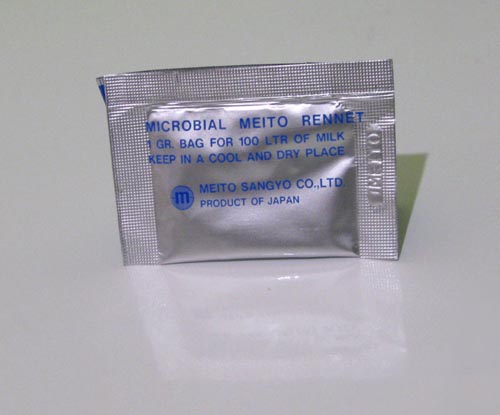 MICROBIAL MEITO RENNET
1 GR. BAG FOR 100 LTR OF MILK
KEEP IN A COOL AND DRY PLACE
m MEITO SANGYO CO.,LTD.
PRODUCT OF JAPAN